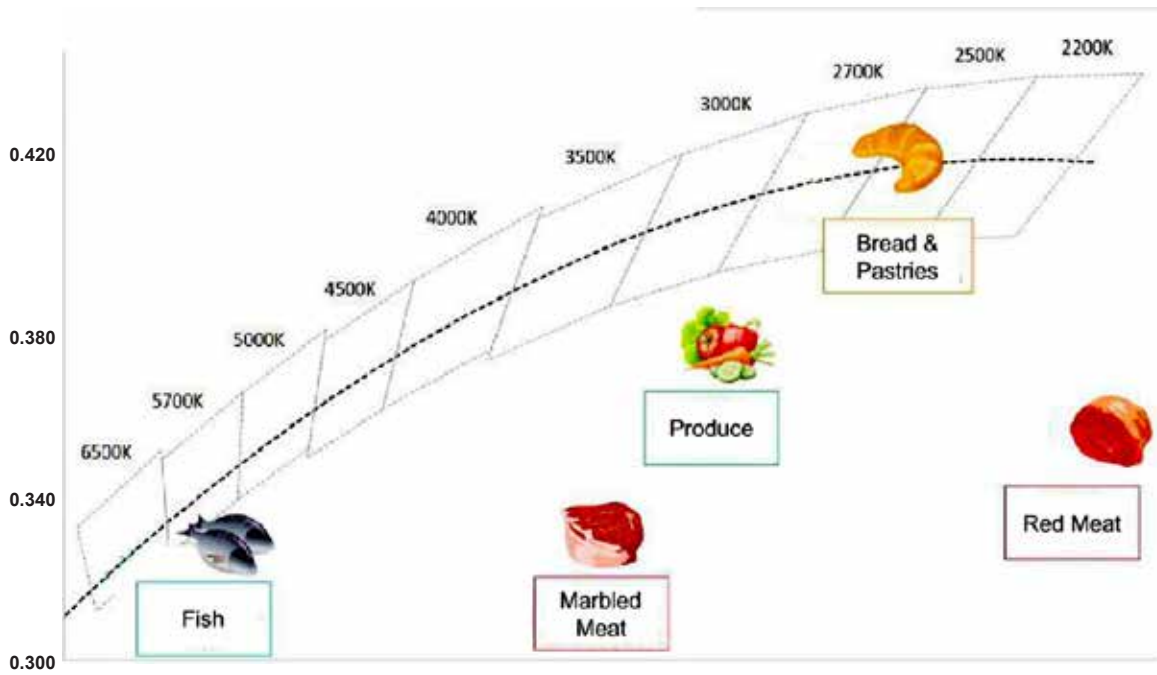 2200K
2500K
2700K
3000K
0.420
3500K
4000K
Bread &
Pastries
4500K
0.380
5000K
5700K
Produce
6500K
0.340
Red Meat
Marbled
Meat
Fish
0.300